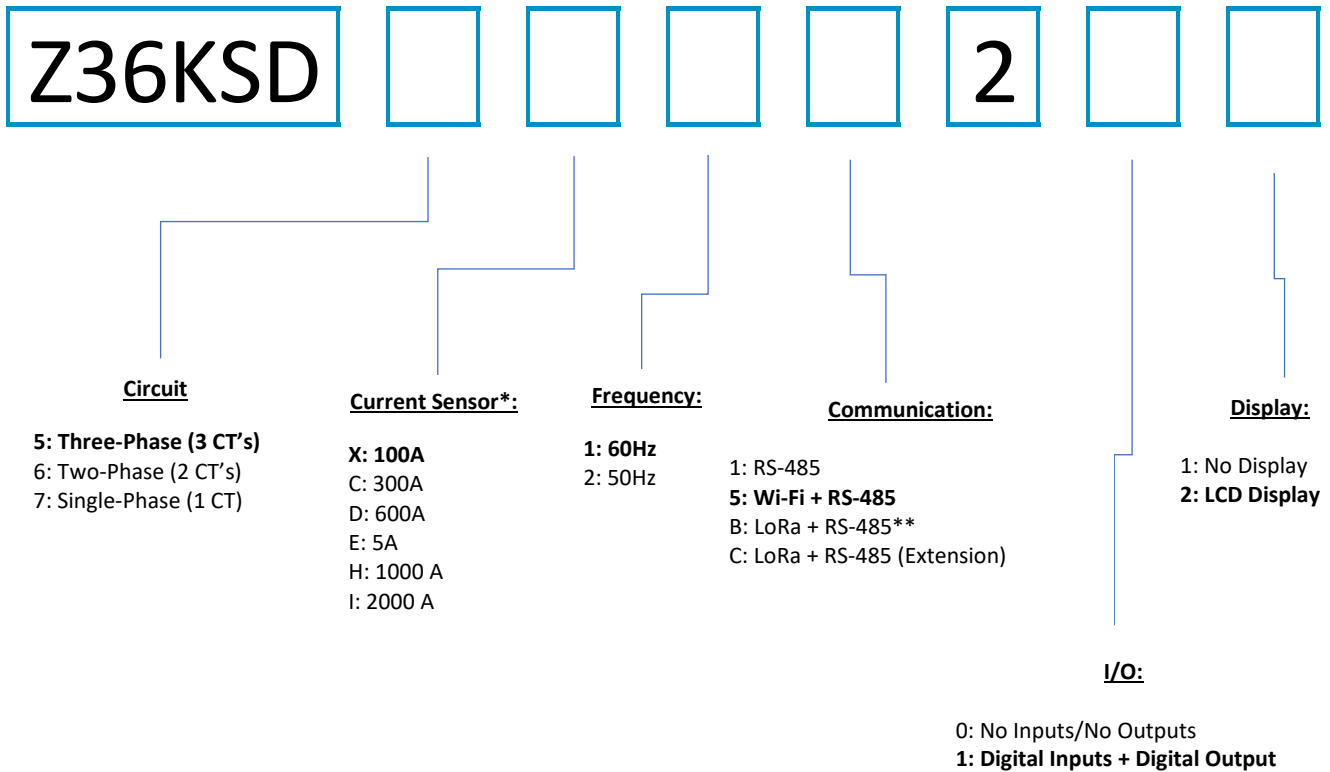 Z36KSD 2
Circuit
5: Three-Phase (3 CT’s)
6: Two-Phase (2 CT’s)
7: Single-Phase (1 CT)
Current Sensor*:
X: 100A
C: 300A
D: 600A
E: 5A
H: 1000 A
I: 2000 A
Frequency:
1: 60Hz
2: 50Hz
Communication:
1: RS-485
5: Wi-Fi + RS-485
B: LoRa + RS-485**
C: LoRa + RS-485 (Extension)
Display:
1: No Display
2: LCD Display
I/O:
0: No Inputs/No Outputs
1: Digital Inputs + Digital Output